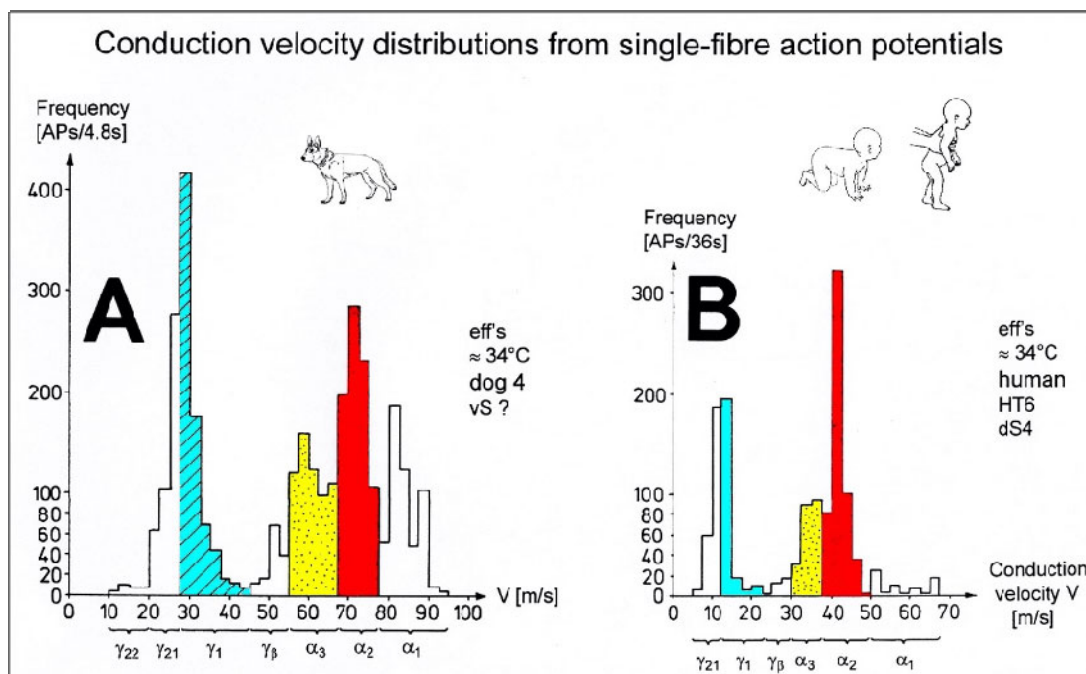 Conduction velocity distributions from single-fibre action potentials
Frequency
[APs/4.8s]
400
300
200
100
80
60
40
20
0
A
eff's
≈ 34°C
dog 4
vS ?
0 10 20 30 40 50 60 70 80 90 100 V [m/s]
γ22 γ21 γ1 γβ α3 α2 α1
Frequency
[APs/36s]
300
200
100
80
60
40
20
0
B
eff's
≈ 34°C
human
HT6
dS4
0 10 20 30 40 50 60 70
Conduction
velocity V
[m/s]
γ21 γ1 γβ α3 α2 α1